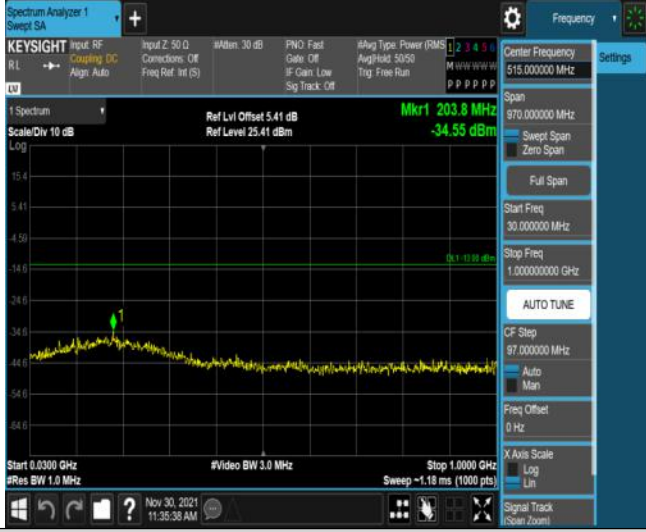 Spectrum Analyzer 1
Swept SA
Frequency
KEYSIGHT
RL
Input: RF
Coupling: DC
Align: Auto
Input Z: 50 Ω
Corrections: Off
Freq Ref: Int (S)
#Atten: 30 dB
PNO: Fast
Gate: Off
IF Gain: Low
Sig Track: Off
#Avg Type: Power (RMS
Avg|Hold: 50/50
Trig: Free Run
1 2 3 4 5 6
M W W W W W
P P P P P P
LW
1 Spectrum
Scale/Div 10 dB
Log
Ref Lvl Offset 5.41 dB
Ref Level 25.41 dBm
Mkr1 203.8 MHz
-34.55 dBm
15.4
5.41
-4.59
-14.6
-24.6
-34.6
-44.6
-54.6
-64.6
DL1 -13.00 dBm
1
Start 0.0300 GHz
#Res BW 1.0 MHz
#Video BW 3.0 MHz
Stop 1.0000 GHz
Sweep ~1.18 ms (1000 pts)
Nov 30, 2021
11:35:38 AM
?
Center Frequency
515.000000 MHz
Span
970.000000 MHz
Swept Span
Zero Span
Full Span
Start Freq
30.000000 MHz
Stop Freq
1.000000000 GHz
AUTO TUNE
CF Step
97.000000 MHz
Auto
Man
Freq Offset
0 Hz
X Axis Scale
Log
Lin
Signal Track
(Span Zoom)
Settings